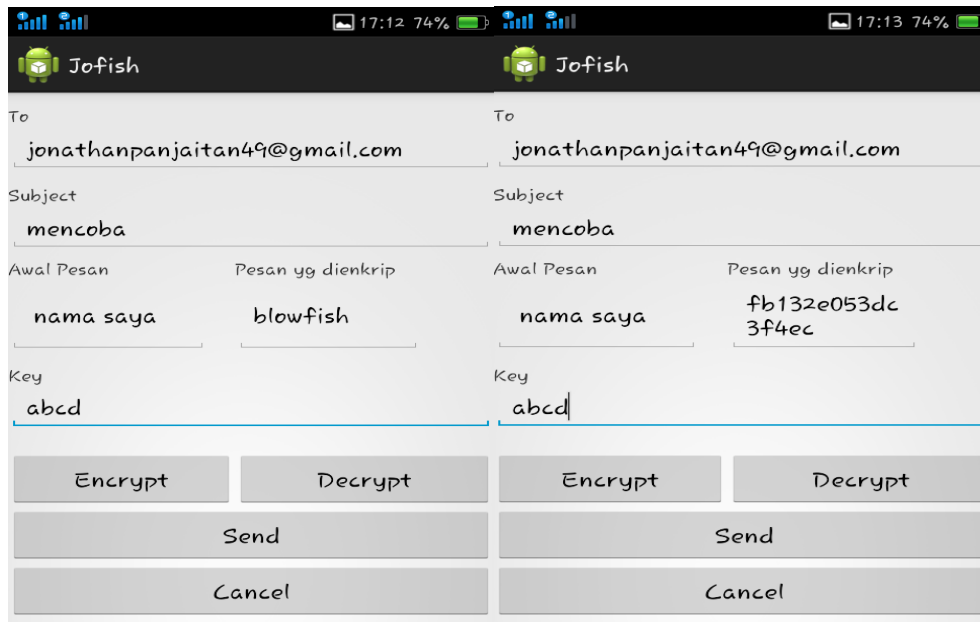 17:12 74%
Jofish
To
jonathanpanjaitan49@gmail.com
Subject
mencoba
Awal Pesan
Pesan yg dienkrip
nama saya
blowfish
Key
abcd
Encrypt
Decrypt
Send
Cancel
17:13 74%
Jofish
To
jonathanpanjaitan49@gmail.com
Subject
mencoba
Awal Pesan
Pesan yg dienkrip
nama saya
fb132e053dc
3f4ec
Key
abcd
Encrypt
Decrypt
Send
Cancel